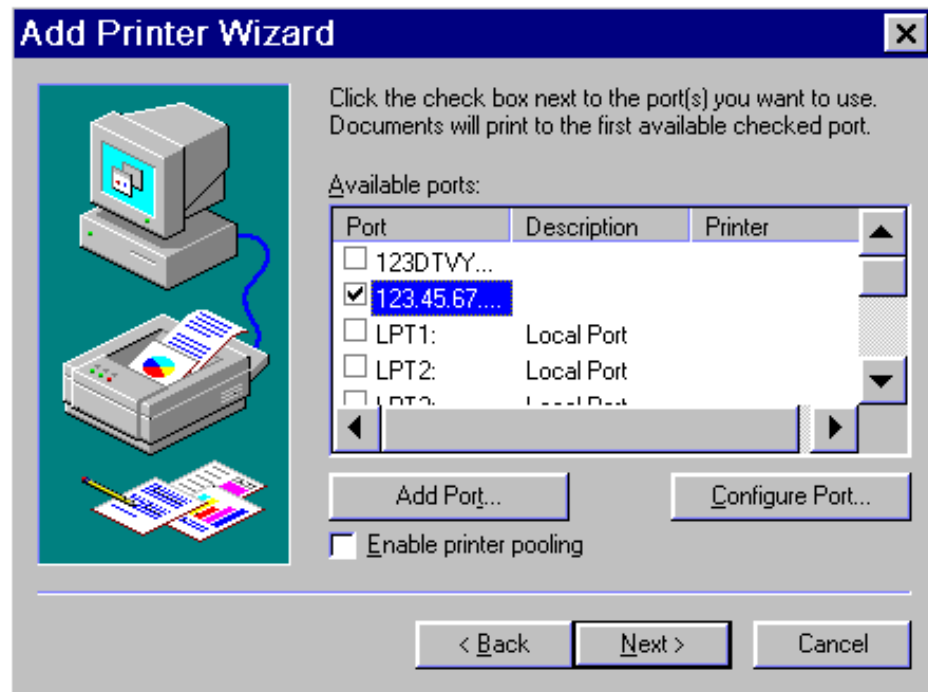 Add Printer Wizard
Click the check box next to the port(s) you want to use.
Documents will print to the first available checked port.
Available ports:
Port Description Printer
123DTVY...
123.45.67....
LPT1: Local Port
LPT2: Local Port
Add Port... Configure Port...
Enable printer pooling
< Back Next > Cancel